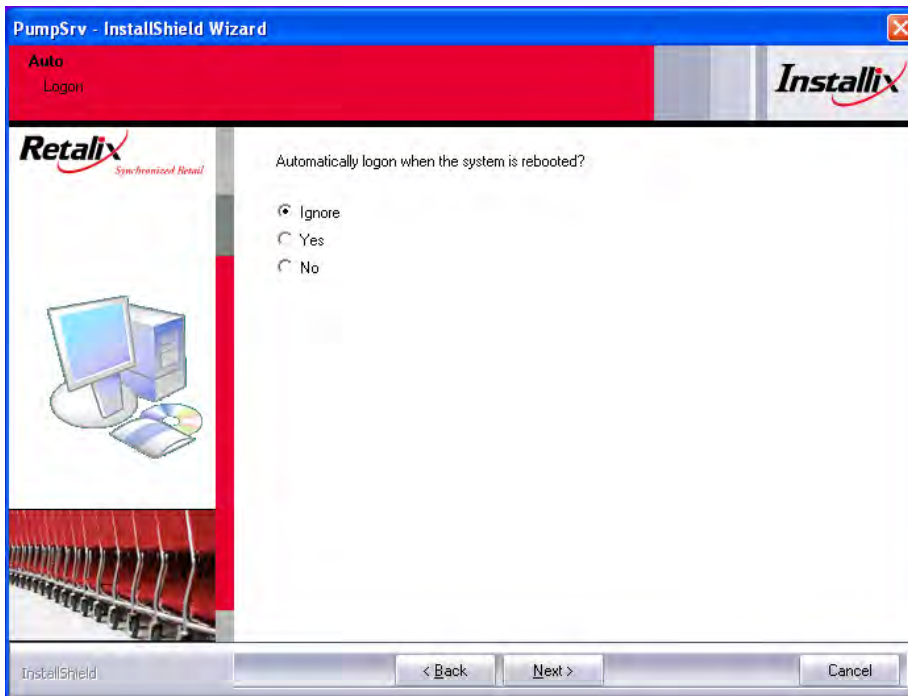 PumpSrv - InstallShield Wizard
Auto
Logon
Installix
Retalix
Synchronized Retail
Automatically logon when the system is rebooted?
Ignore
Yes
No
InstallShield
< Back
Next >
Cancel